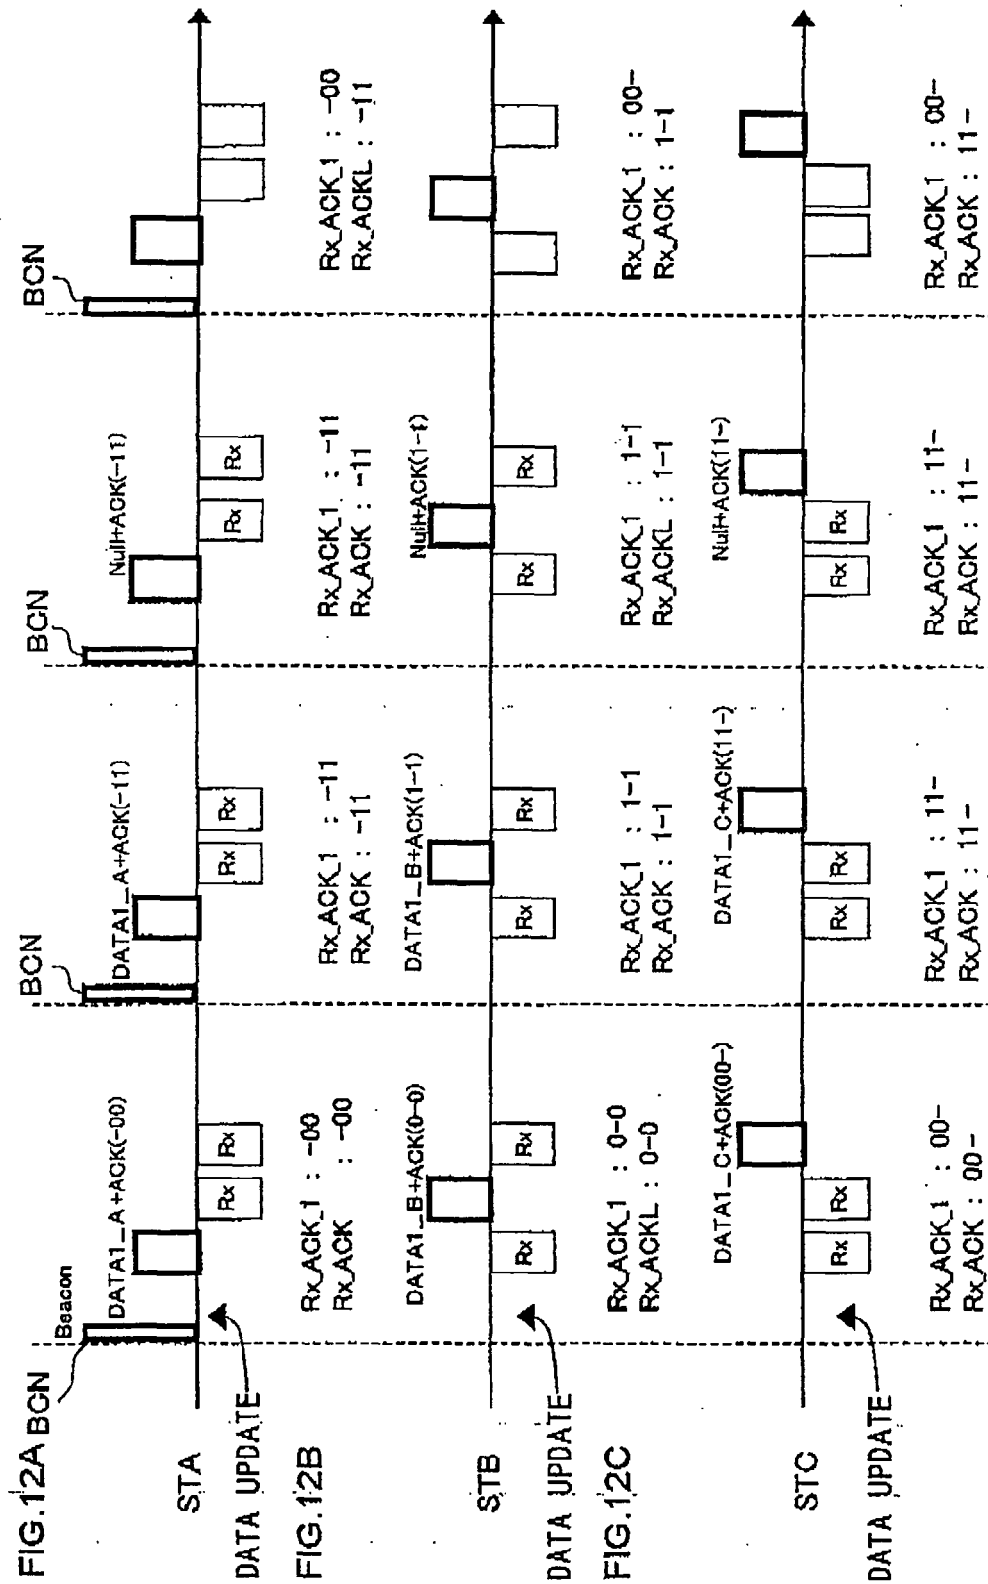 FIG.12A
BCN
Beacon
BCN
BCN
BCN
DATA1_A+ACK(-00)
DATA1_A+ACK(-11)
Null+ACK(-11)
STA
Rx
Rx
Rx
Rx
Rx
Rx
DATA UPDATE
Rx_ACK_1 : -00
Rx_ACK : -00
Rx_ACK_1 : -11
Rx_ACK : -11
Rx_ACK_1 : -11
Rx_ACK : -11
Rx_ACK_1 : -00
Rx_ACKL : -11
FIG.12B
DATA1_B+ACK(0-0)
DATA1_B+ACK(1-1)
Null+ACK(1-1)
STB
Rx
Rx
Rx
Rx
Rx
Rx
DATA UPDATE
Rx_ACK_1 : 0-0
Rx_ACKL : 0-0
Rx_ACK_1 : 1-1
Rx_ACK : 1-1
Rx_ACK_1 : 1-1
Rx_ACKL : 1-1
Rx_ACK_1 : 00-
Rx_ACK : 1-1
FIG.12C
DATA1_C+ACK(00-)
DATA1_C+ACK(11-)
Null+ACK(11-)
STC
Rx
Rx
Rx
Rx
Rx
Rx
DATA UPDATE
Rx_ACK_1 : 00-
Rx_ACK : 00-
Rx_ACK_1 : 11-
Rx_ACK : 11-
Rx_ACK_1 : 11-
Rx_ACK : 11-
Rx_ACK_1 : 00-
Rx_ACK : 11-